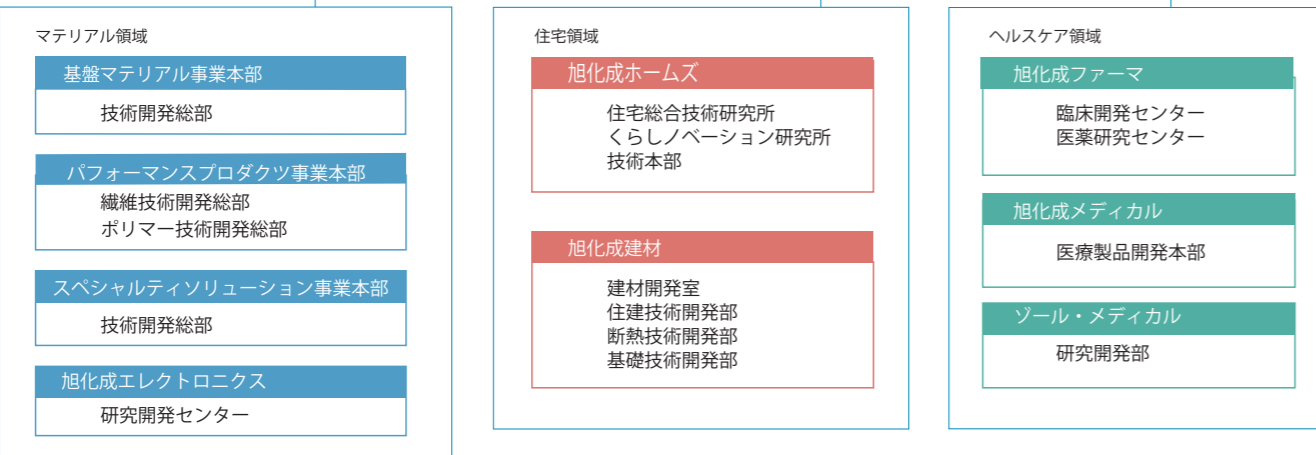 マテリアル領域
基盤マテリアル事業本部
技術開発総部
パフォーマンスプロダクツ事業本部
繊維技術開発総部
ポリマー技術開発総部
スペシャルティソリューション事業本部
技術開発総部
旭化成エレクトロニクス
研究開発センター
住宅領域
旭化成ホームズ
住宅総合技術研究所
くらしノベーション研究所
技術本部
旭化成建材
建材開発室
住建技術開発部
断熱技術開発部
基礎技術開発部
ヘルスケア領域
旭化成ファーマ
臨床開発センター
医薬研究センター
旭化成メディカル
医療製品開発本部
ゾール・メディカル
研究開発部